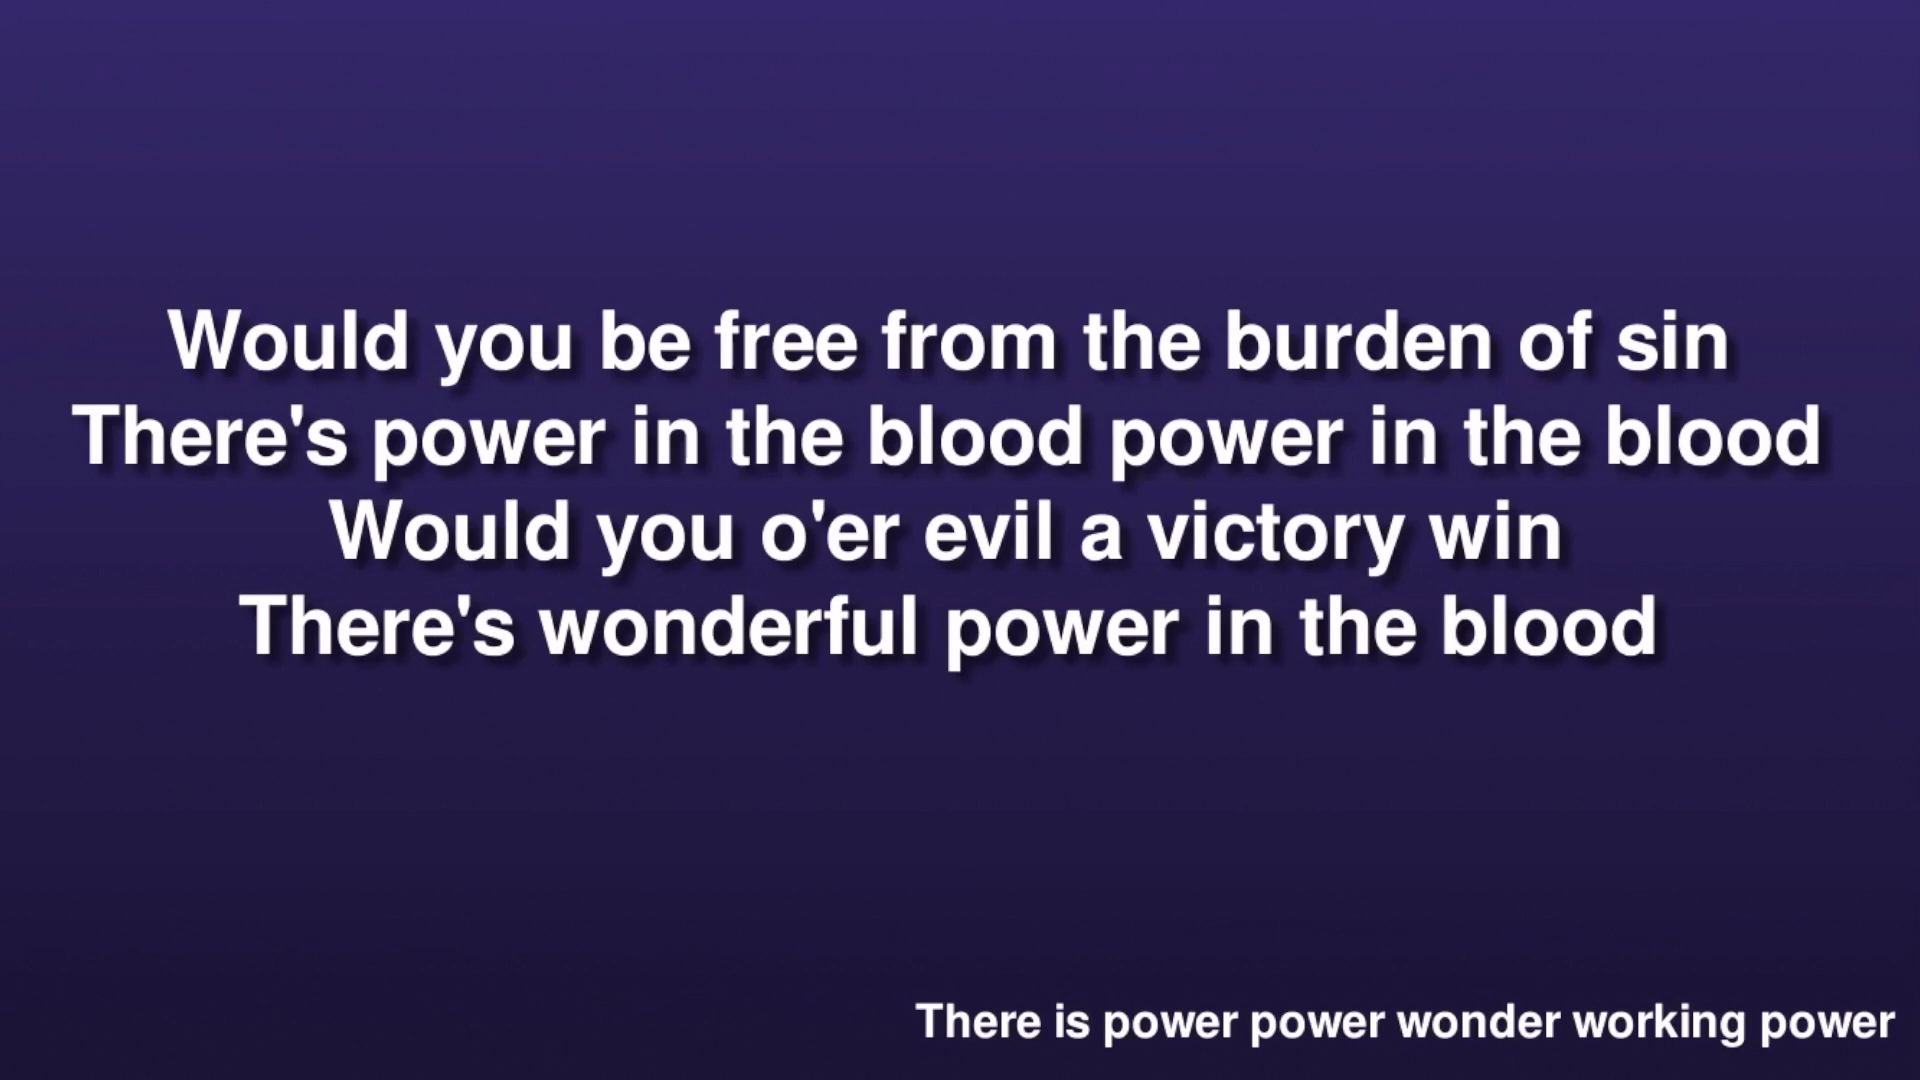 Would you be free from the burden of sin
There's power in the blood power in the blood
Would you o'er evil a victory win
There's wonderful power in the blood
There is power power wonder working power